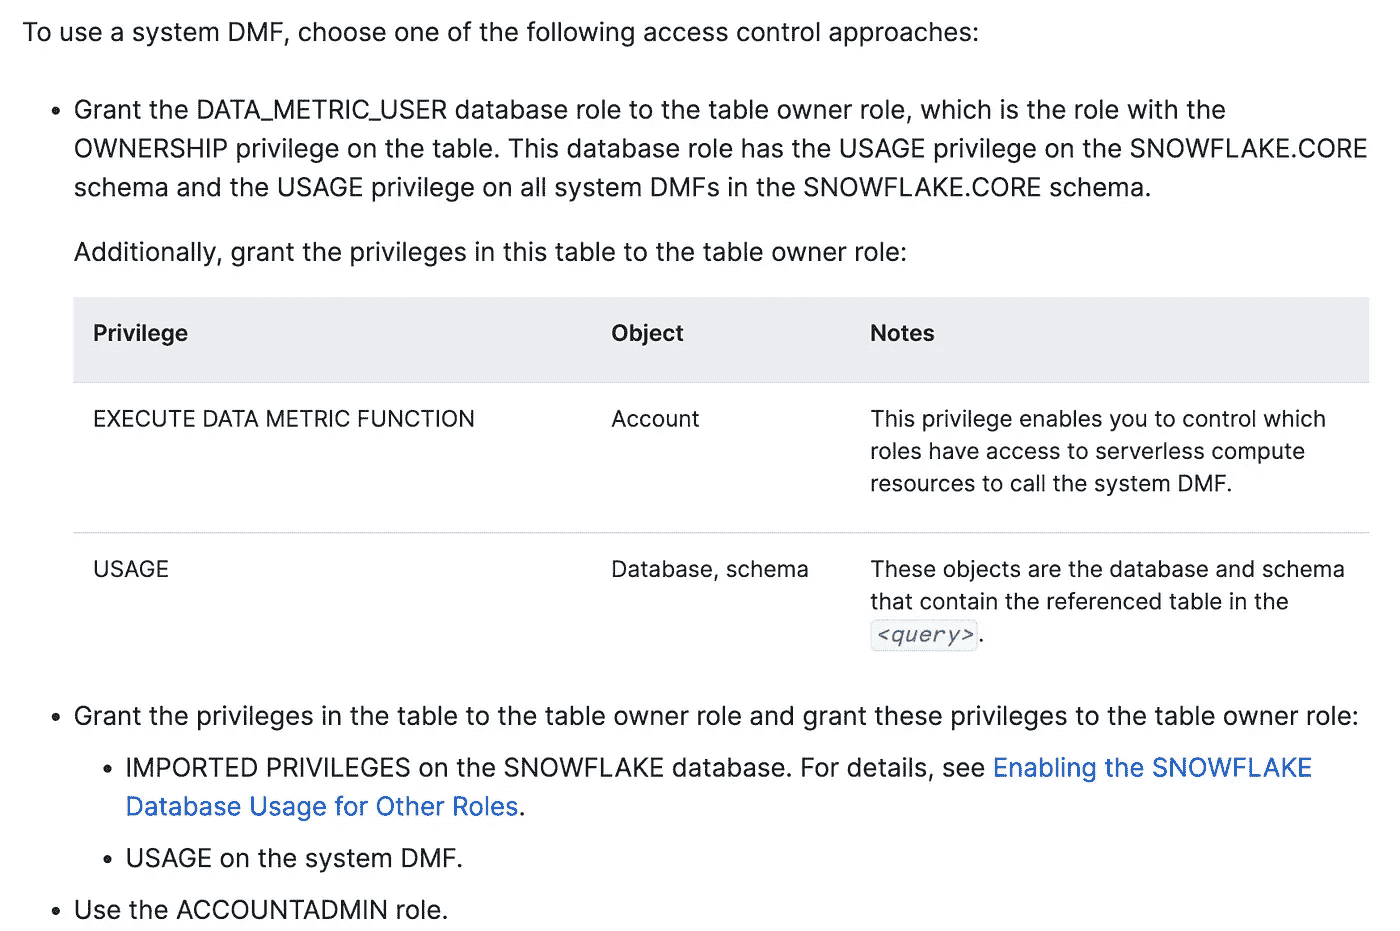 To use a system DMF, choose one of the following access control approaches:
• Grant the DATA_METRIC_USER database role to the table owner role, which is the role with the
OWNERSHIP privilege on the table. This database role has the USAGE privilege on the SNOWFLAKE.CORE
schema and the USAGE privilege on all system DMFs in the SNOWFLAKE.CORE schema.
Additionally, grant the privileges in this table to the table owner role:
Privilege Object Notes
EXECUTE DATA METRIC FUNCTION Account This privilege enables you to control which
roles have access to serverless compute
resources to call the system DMF.
USAGE Database, schema These objects are the database and schema
that contain the referenced table in the
<query>.
• Grant the privileges in the table to the table owner role and grant these privileges to the table owner role:
• IMPORTED PRIVILEGES on the SNOWFLAKE database. For details, see Enabling the SNOWFLAKE
Database Usage for Other Roles.
• USAGE on the system DMF.
• Use the ACCOUNTADMIN role.